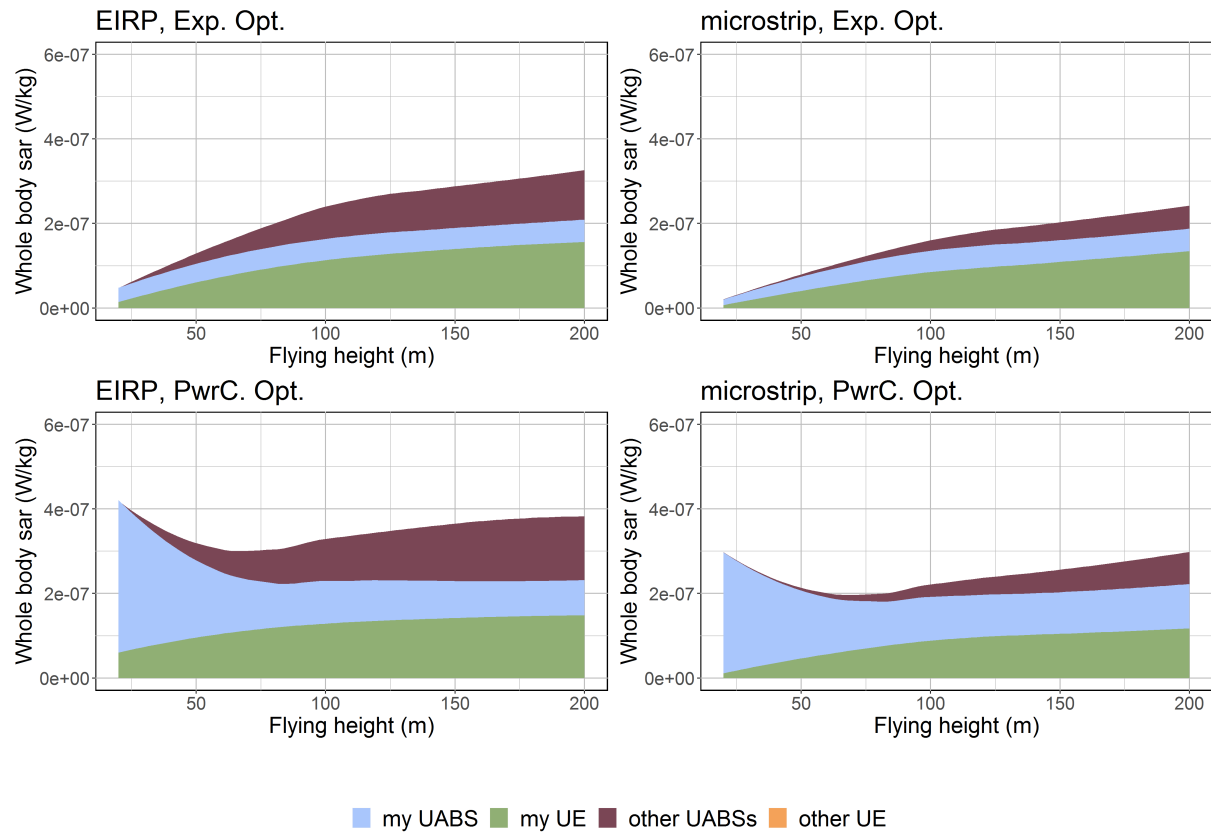 EIRP, Exp. Opt.
Whole body sar (W/kg)
6e-07
4e-07
2e-07
0e+00
50 100 150 200
Flying height (m)
microstrip, Exp. Opt.
Whole body sar (W/kg)
6e-07
4e-07
2e-07
0e+00
50 100 150 200
Flying height (m)
EIRP, PwrC. Opt.
Whole body sar (W/kg)
6e-07
4e-07
2e-07
0e+00
50 100 150 200
Flying height (m)
microstrip, PwrC. Opt.
Whole body sar (W/kg)
6e-07
4e-07
2e-07
0e+00
50 100 150 200
Flying height (m)
my UABS my UE other UABSs other UE